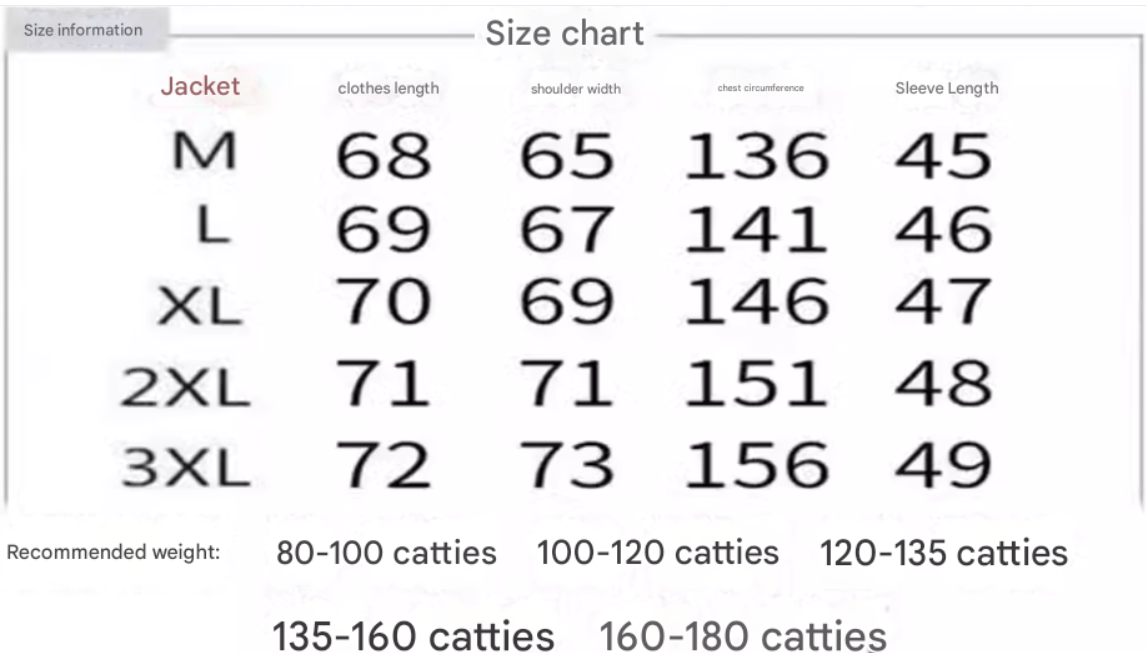 Size information
Size chart
Jacket clothes length shoulder width chest circumference Sleeve Length
M 68 65 136 45
L 69 67 141 46
XL 70 69 146 47
2XL 71 71 151 48
3XL 72 73 156 49
Recommended weight: 80-100 catties 100-120 catties 120-135 catties
135-160 catties 160-180 catties